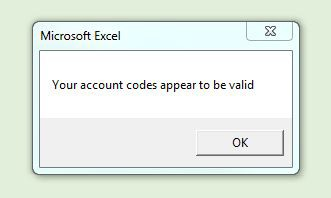 Microsoft Excel
Your account codes appear to be valid
OK